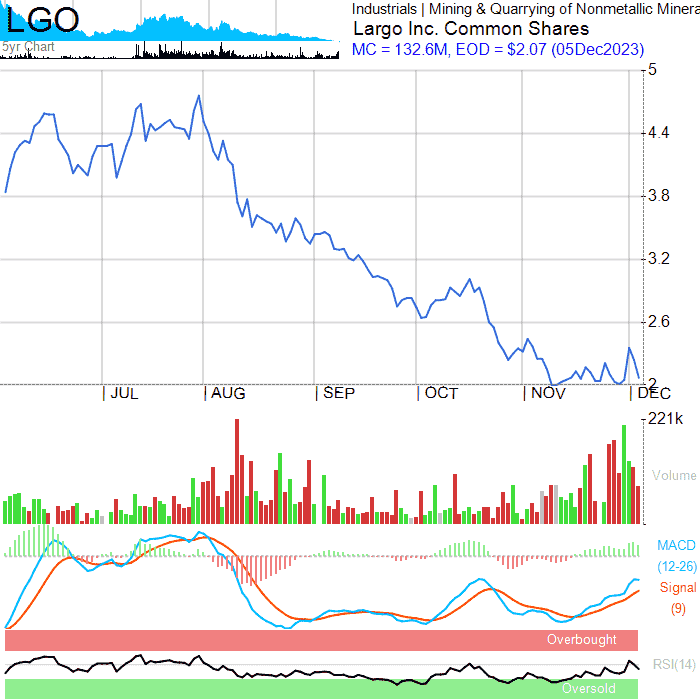 LGO
5yr Chart
Industrials | Mining & Quarrying of Nonmetallic Minera
Largo Inc. Common Shares
MC = 132.6M, EOD = $2.07 (05Dec2023)
5
4.4
3.8
3.2
2.6
2
JUL
AUG
SEP
OCT
NOV
DEC
221k
Volume
MACD
(12-26)
Signal
(9)
Overbought
RSI(14)
Oversold